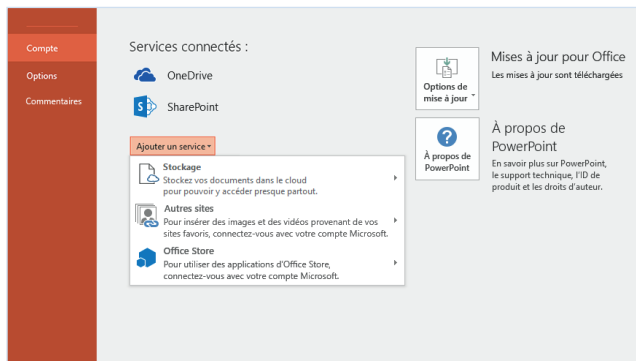 Compte
Options
Commentaires
Services connectés :
OneDrive
S
SharePoint
Ajouter un service
Stockage
Stockez vos documents dans le cloud
pour pouvoir y accéder presque partout.
Autres sites
Pour insérer des images et des vidéos provenant de vos
sites favoris, connectez-vous avec votre compte Microsoft.
Office Store
Pour utiliser des applications d'Office Store,
connectez-vous avec votre compte Microsoft.
Options de
mise à jour
Mises à jour pour Office
Les mises à jour sont téléchargées
?
À propos de
PowerPoint
À propos de
PowerPoint
En savoir plus sur PowerPoint,
le support technique, l'ID de
produit et les droits d'auteur.